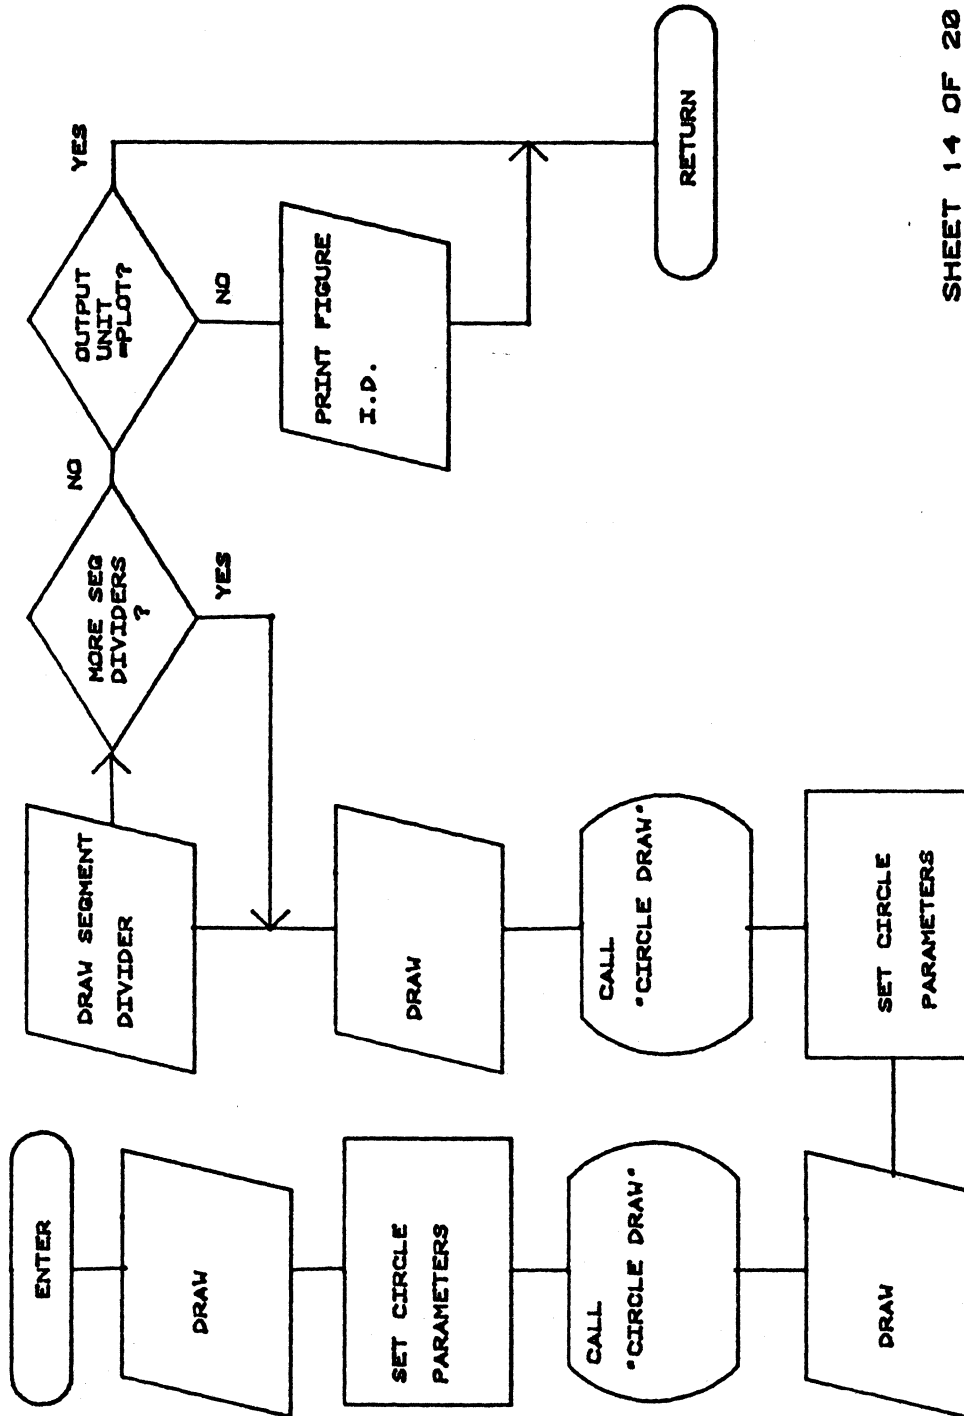 ENTER
DRAW
SET CIRCLE
PARAMETERS
CALL
"CIRCLE DRAW"
DRAW
SET CIRCLE
PARAMETERS
CALL
"CIRCLE DRAW"
DRAW
DRAW SEGMENT
DIVIDER
MORE SEG
DIVIDERS
?
YES
NO
OUTPUT
UNIT
=PLOT?
YES
NO
PRINT FIGURE
I.D.
RETURN
SHEET 14 OF 20